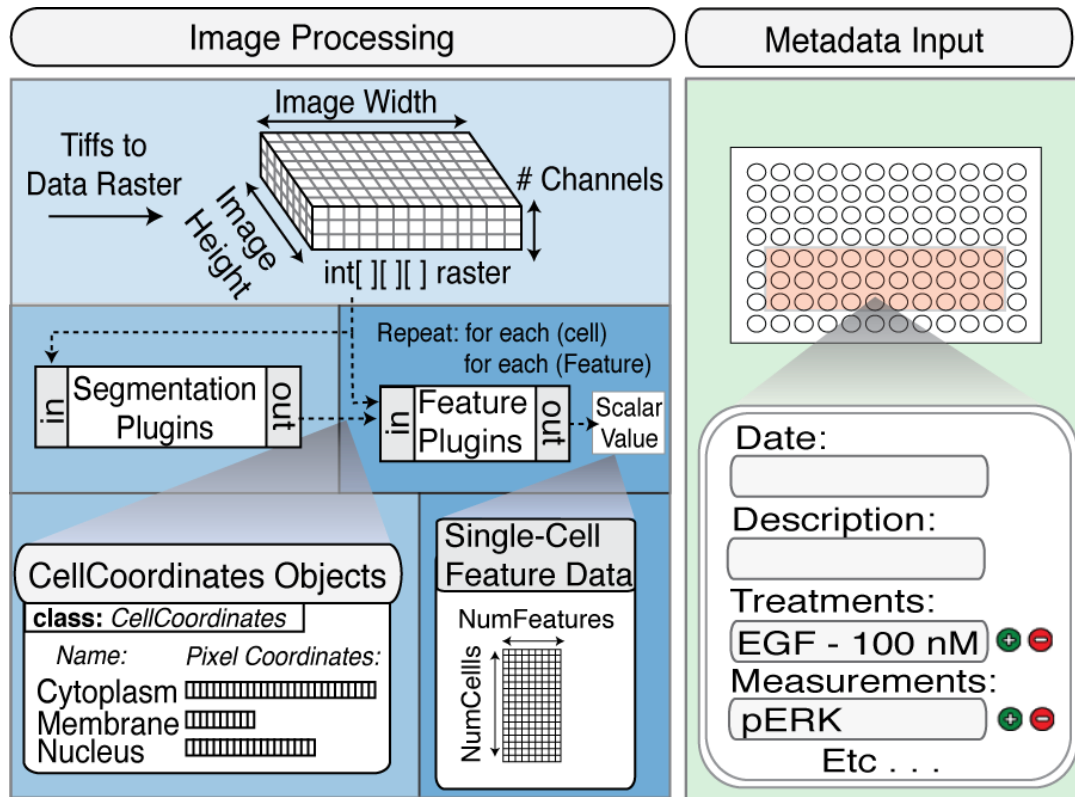 Image Processing
Metadata Input
Image Width
Tiffs to
Data Raster
# Channels
Image
Height
int[ ][ ][ ] raster
Repeat: for each (cell)
for each (Feature)
in
Segmentation
Plugins
out
in
Feature
Plugins
out
Scalar
Value
CellCoordinates Objects
class: CellCoordinates
Name:
Pixel Coordinates:
Cytoplasm
Membrane
Nucleus
Single-Cell
Feature Data
NumFeatures
NumCellls
Date:
Description:
Treatments:
EGF - 100 nM
Measurements:
pERK
Etc . . .